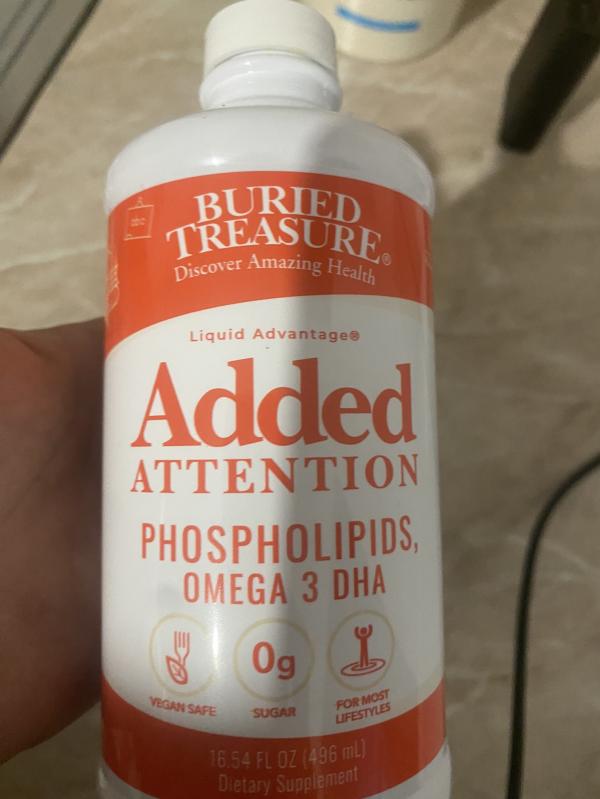 abc
BURIED
TREASURE®
Discover Amazing Health
Liquid Advantage®
Added
ATTENTION
PHOSPHOLIPIDS,
OMEGA 3 DHA
0g
VEGAN SAFE
SUGAR
FOR MOST
LIFESTYLES
16.54 FL OZ (496 mL)
Dietary Supplement